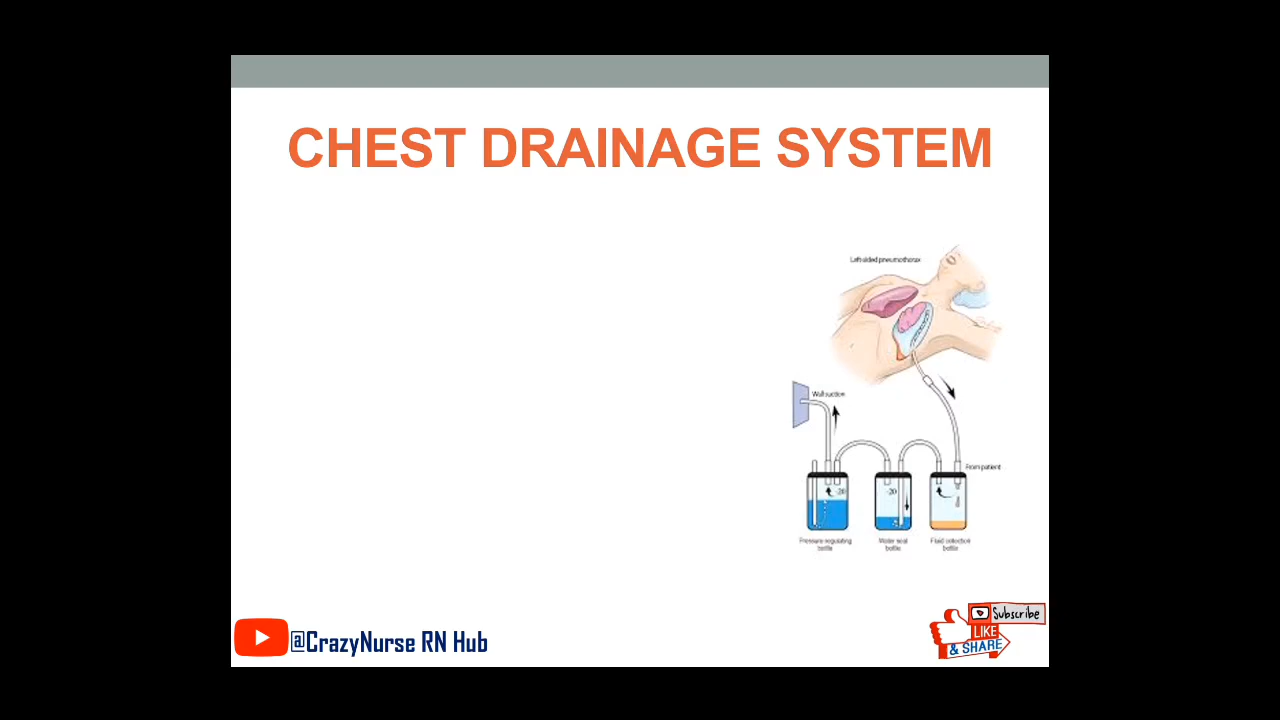 CHEST DRAINAGE SYSTEM
Left-sided pneumothorax
Wall suction
From patient
-20
-20
Pressure regulating
bottle
Water seal
bottle
Fluid collection
bottle
@CrazyNurse RN Hub
Subscribe
LIKE
& SHARE